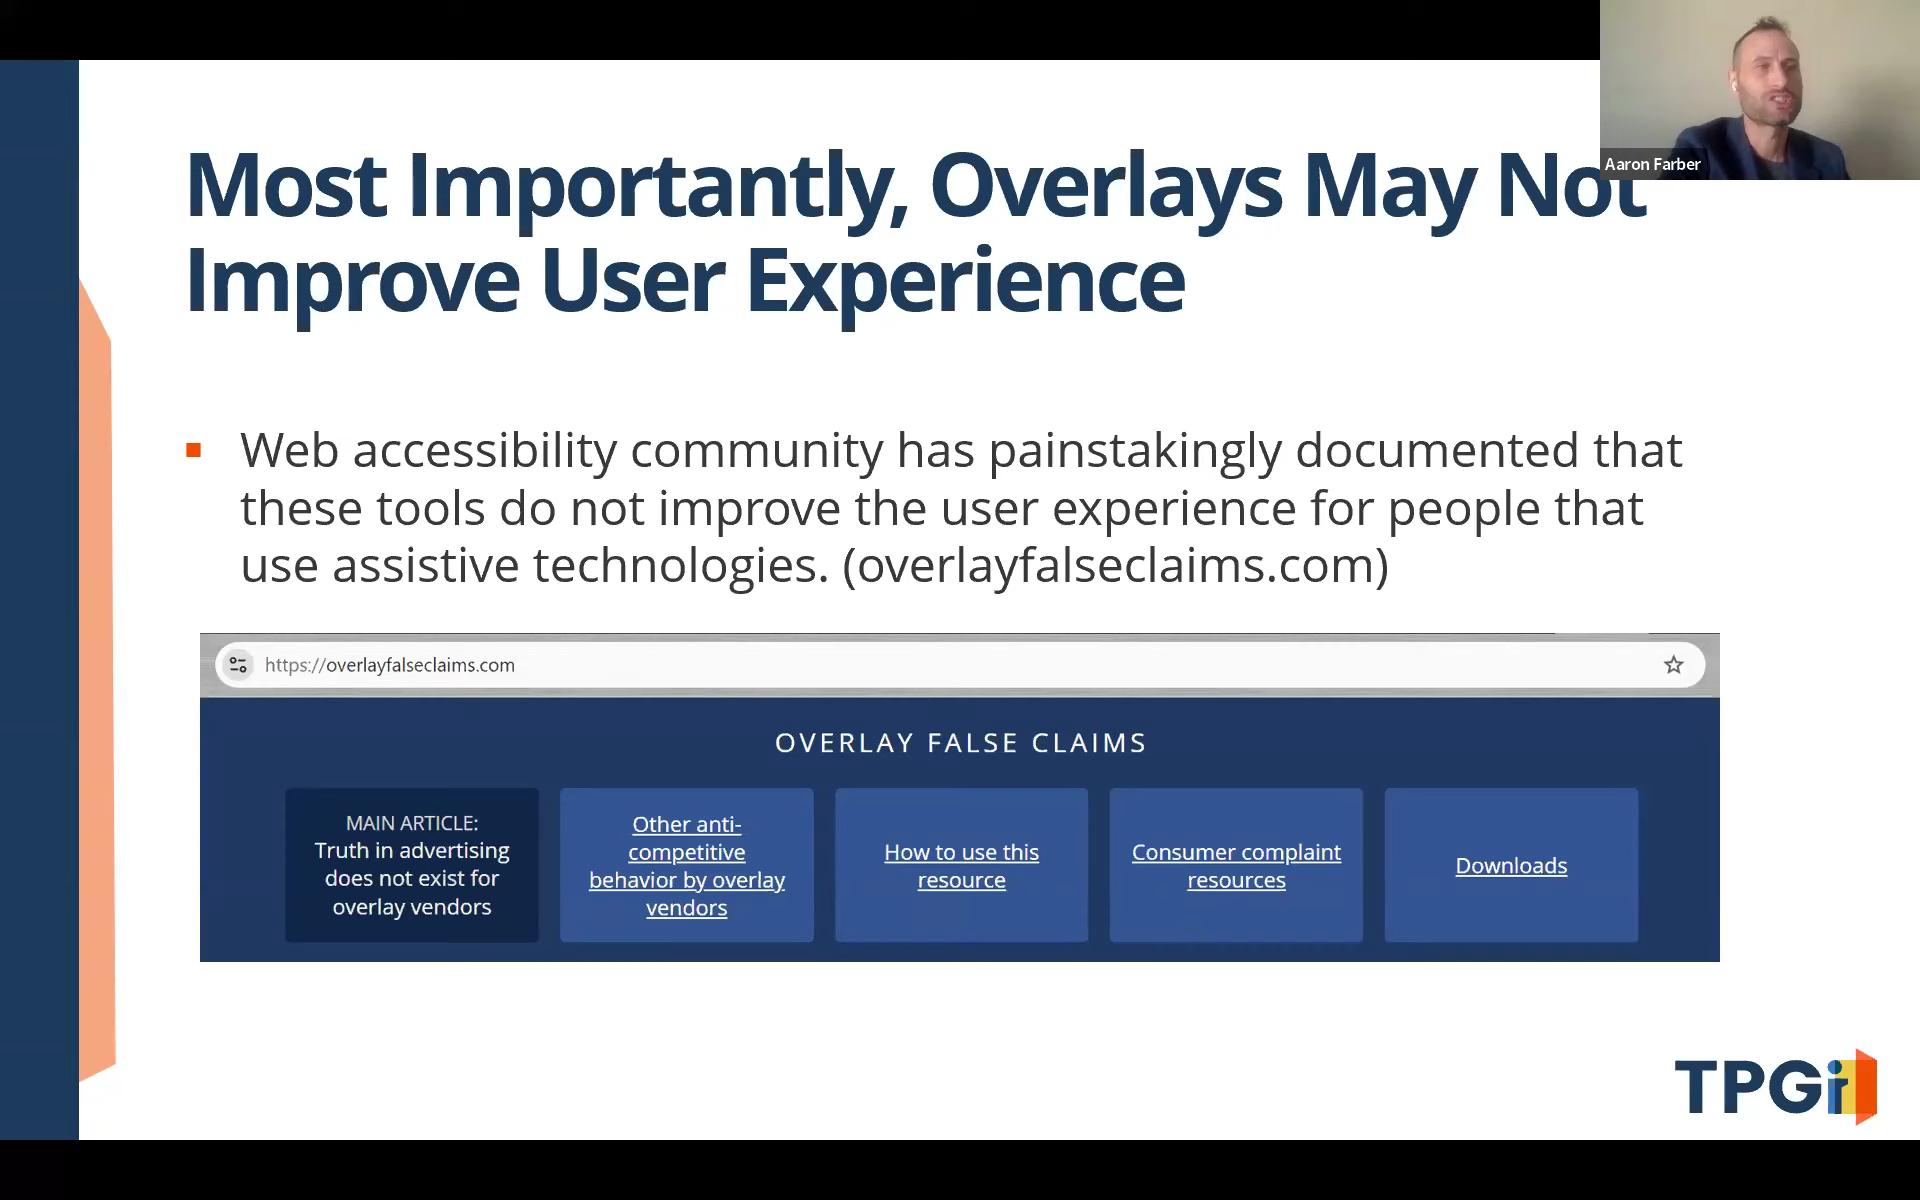 Aaron Farber
Most Importantly, Overlays May Not
Improve User Experience
Web accessibility community has painstakingly documented that
these tools do not improve the user experience for people that
use assistive technologies. (overlayfalseclaims.com)
https://overlayfalseclaims.com
OVERLAY FALSE CLAIMS
MAIN ARTICLE:
Truth in advertising
does not exist for
overlay vendors
Other anti-
competitive
behavior by overlay
vendors
How to use this
resource
Consumer complaint
resources
Downloads
TPGi